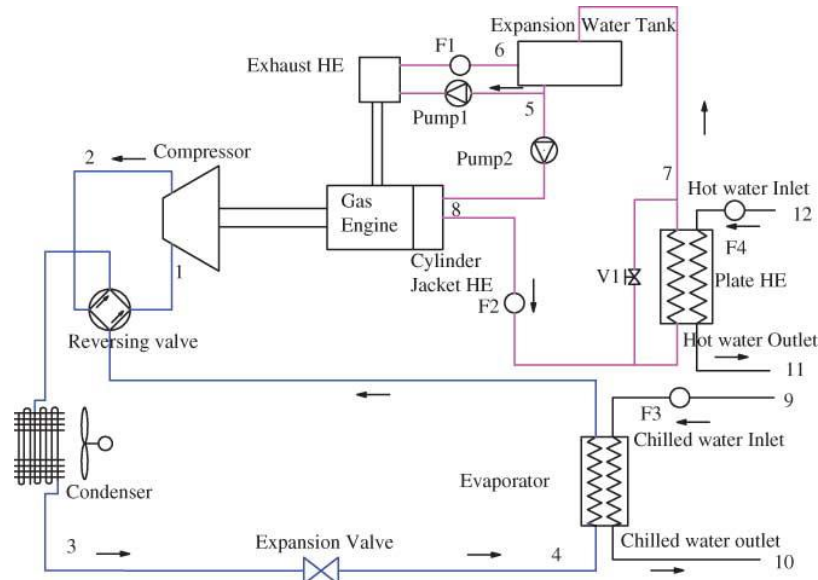 Expansion Water Tank
F1
6
Exhaust HE
5
Pump1
Pump2
2
Compressor
7
Hot water Inlet
12
Gas
Engine
8
F4
1
Cylinder
Jacket HE
V1
Plate HE
F2
Reversing valve
Hot water Outlet
11
9
F3
Chilled water Inlet
Evaporator
Condenser
3
Expansion Valve
4
Chilled water outlet
10